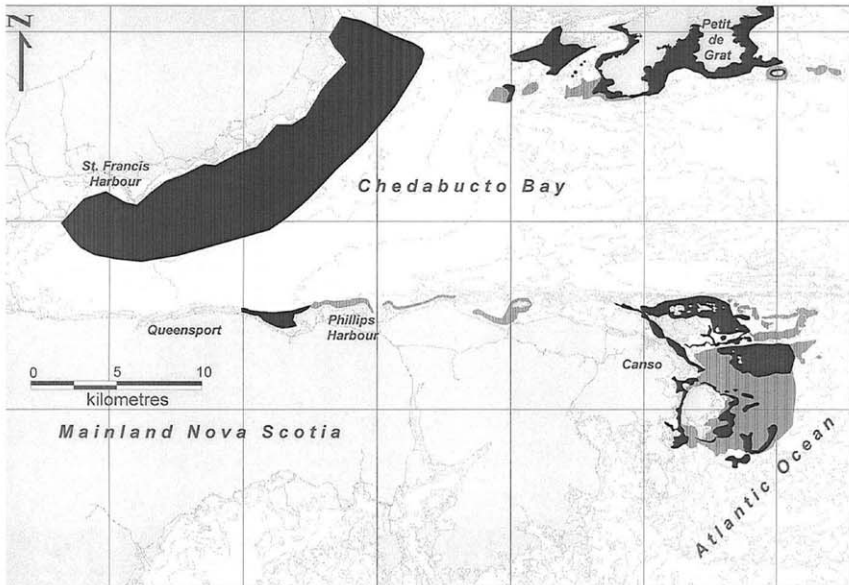 N
Petit
de
Grat
St. Francis
Harbour
Chedabucto Bay
Queensport
Phillips
Harbour
Canso
0 5 10
kilometres
Mainland Nova Scotia
Atlantic Ocean